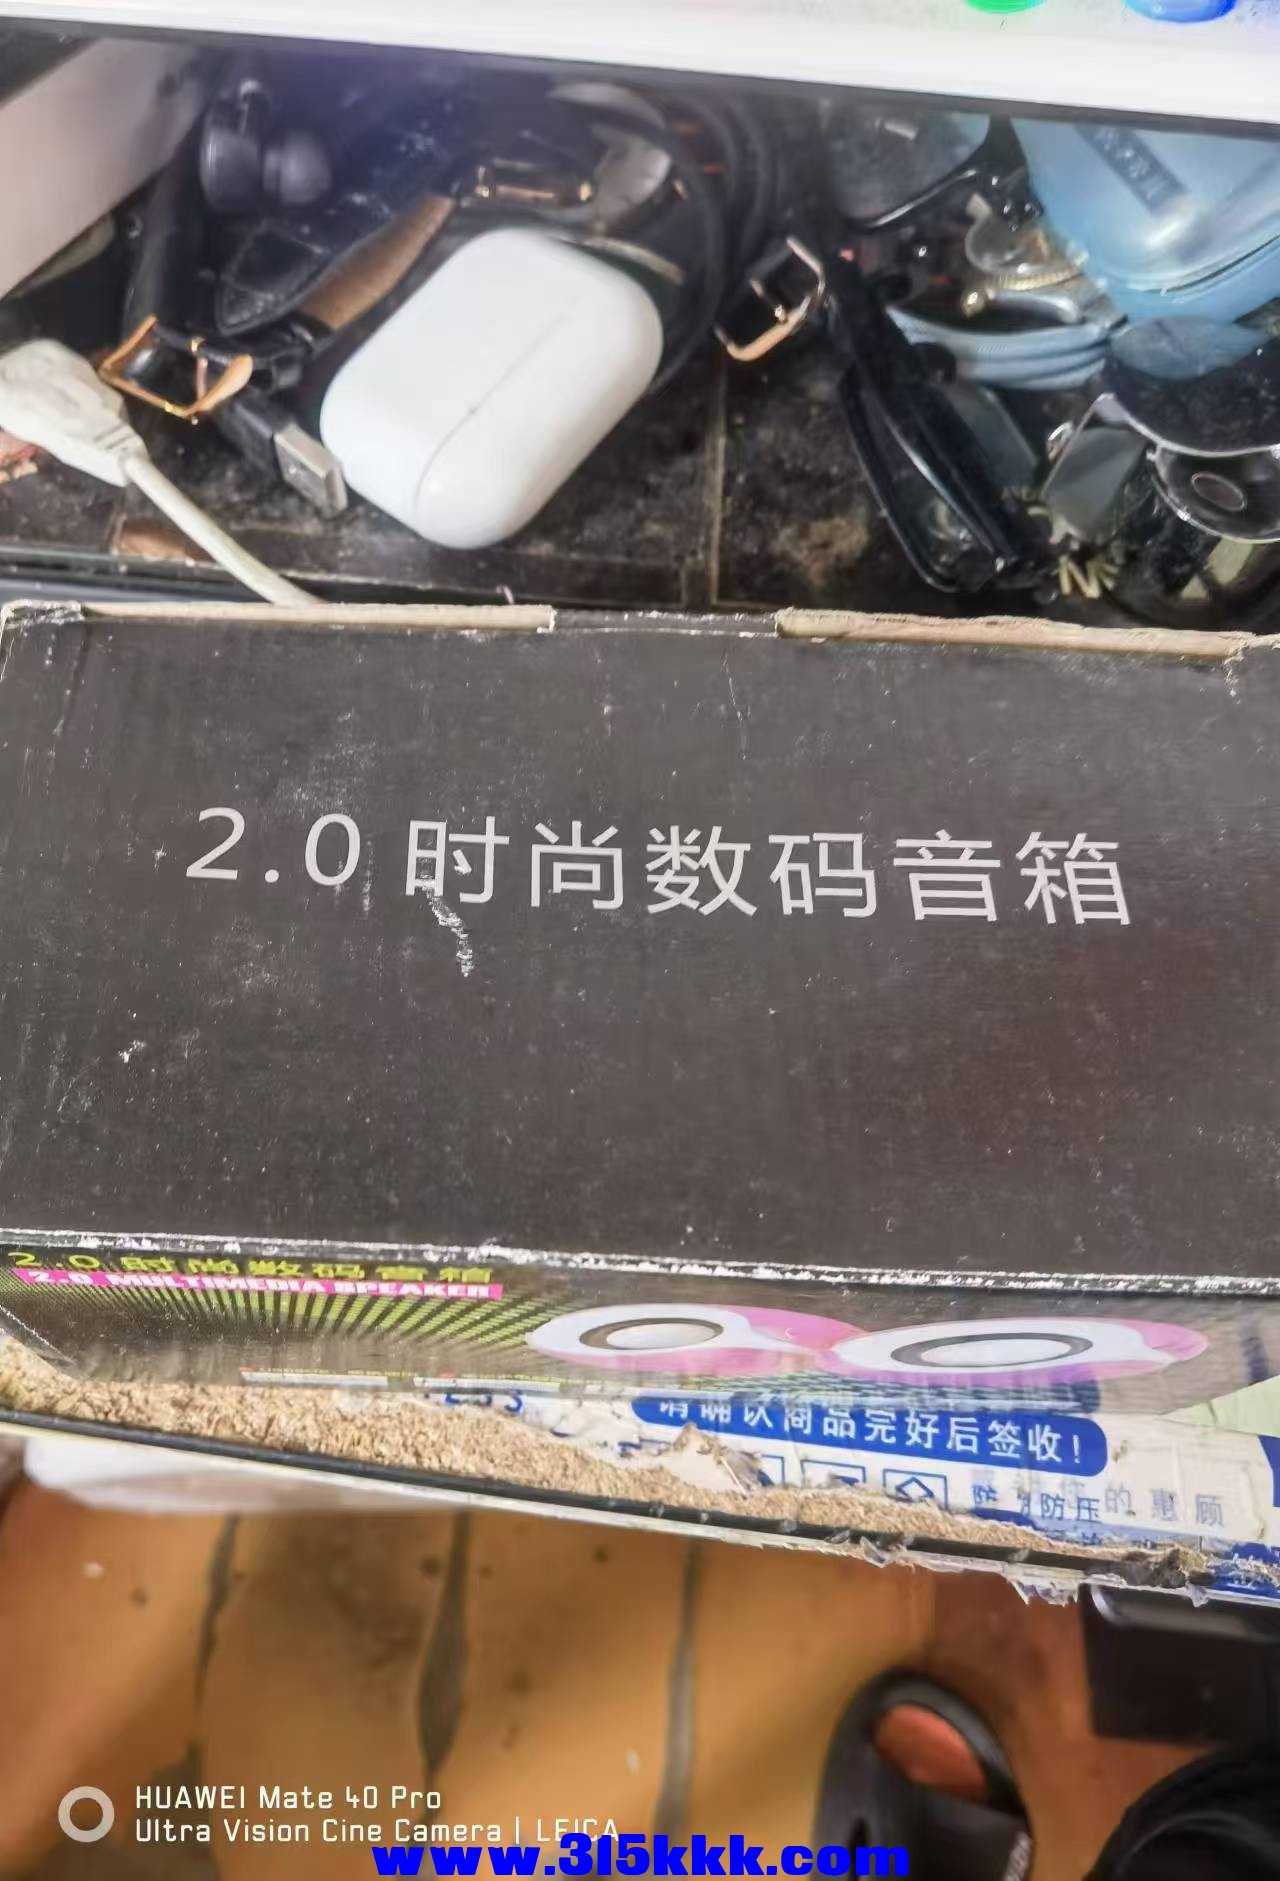 2.0 时尚数码音箱
2.0 时尚数码音箱
2.0 MULTIMEDIA SPEAKER
请确认商品完好后签收!
的惠顾
防压
HUAWEI Mate 40 Pro
Ultra Vision Cine Camera | LEICA
www.315kkk.com